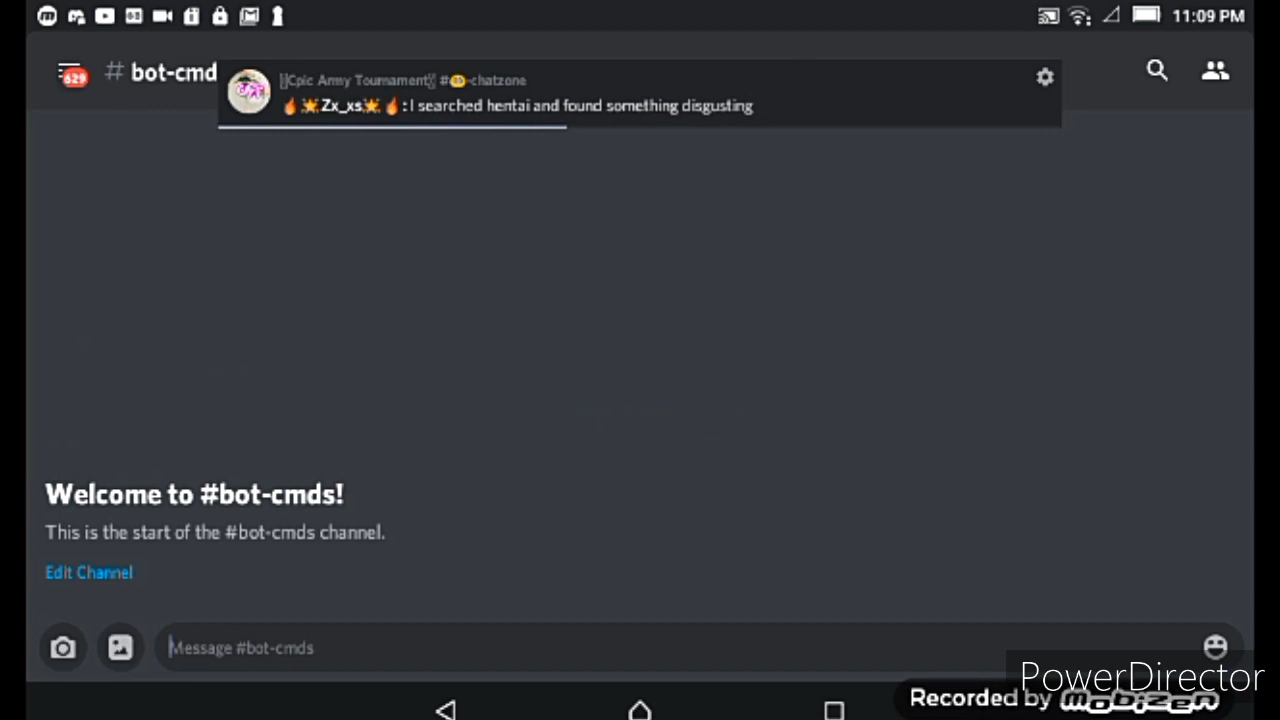 11:09 PM
629
# bot-cmd
Cpic Army Tournament #😷-chatzone
🔥💥Zx_xs💥🔥: I searched hentai and found something disgusting
Welcome to #bot-cmds!
This is the start of the #bot-cmds channel.
Edit Channel
Message #bot-cmds
PowerDirector
Recorded by mobizen